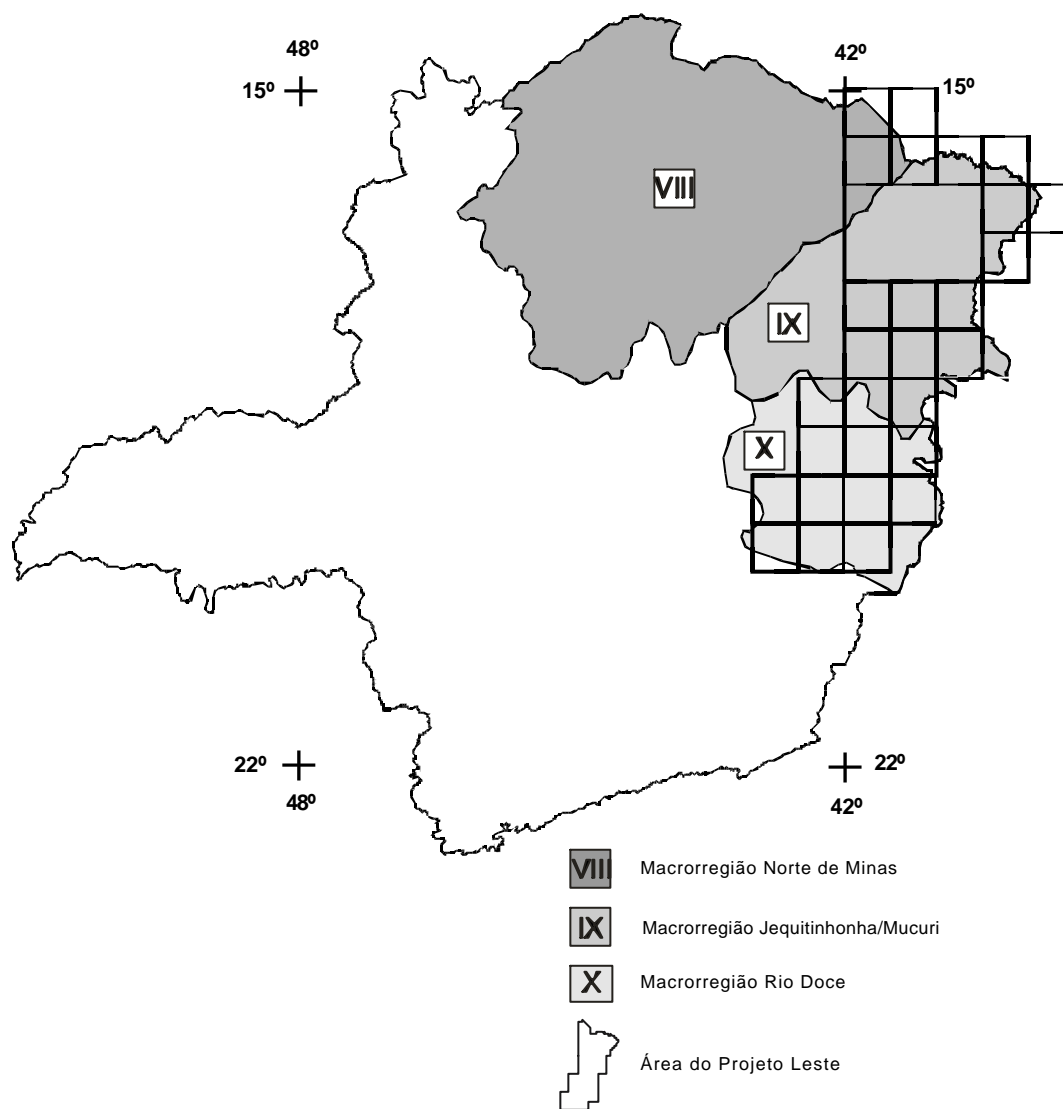 48º
42º
15º
15º
VIII
IX
X
22º
22º
48º
42º
VIII Macrorregião Norte de Minas
IX Macrorregião Jequitinhonha/Mucuri
X Macrorregião Rio Doce
Área do Projeto Leste